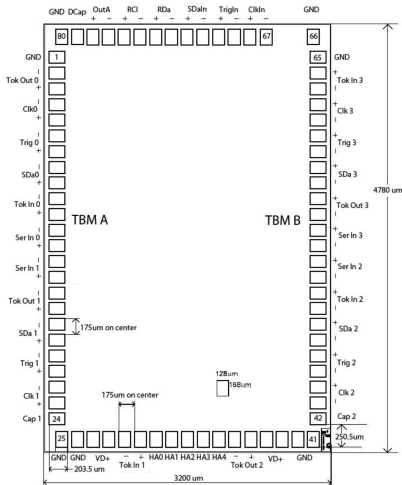 GND DCap OutA RCI RDa SDaIn TrigIn ClkIn GND
+ − + − + − + − + − + −
80 67 66
GND 1 65 GND
Tok Out 0 − + Tok In 3 + −
Clk0 − + Clk 3 + −
Trig 0 − + Trig 3 + −
SDa0 − + SDa 3 + −
Tok In 0 − + Tok Out 3 + −
Ser In 0 − + Ser In 3 + −
Ser In 1 − + Ser In 2 + −
Tok Out 1 − + Tok In 2 + −
SDa 1 − + SDa 2 + −
Trig 1 − + Trig 2 + −
Clk 1 − + Clk 2 + −
Cap 1 24 42 Cap 2
TBM A TBM B
4780 um
175um on center
175um on center
128um
168um
250.5um
25 41
GND GND VD+ − + HA0 HA1 HA2 HA3 HA4 − + VD+ GND
Tok In 1 Tok Out 2
203.5 um
3200 um